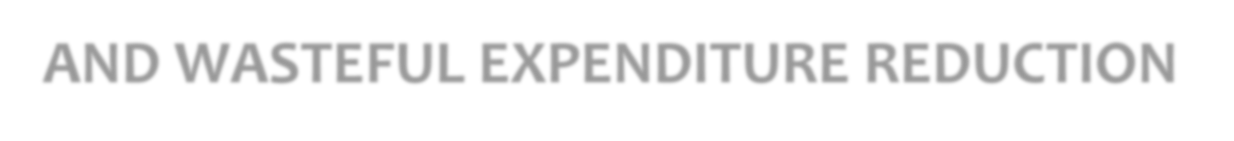 AND WASTEFUL EXPENDITURE REDUCTION